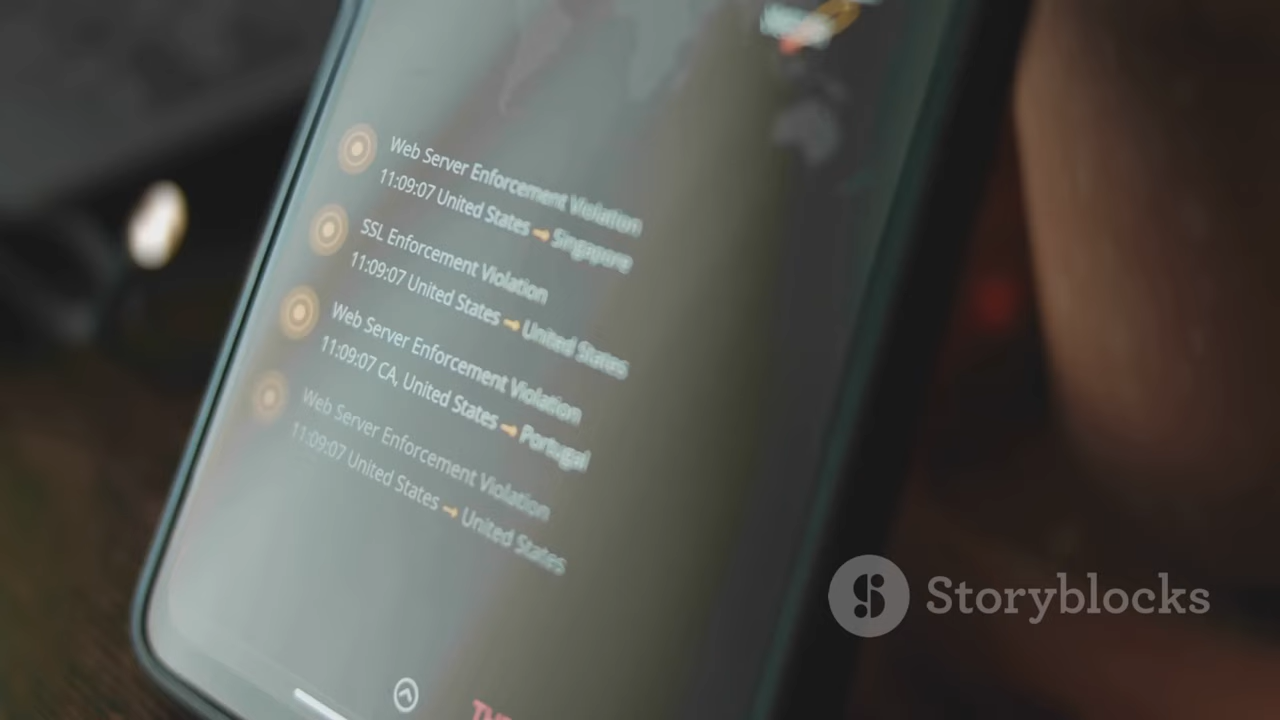 Web Server Enforcement Violation
11:09:07 United States → Singapore
SSL Enforcement Violation
11:09:07 United States → United States
Web Server Enforcement Violation
11:09:07 CA, United States → Portugal
Web Server Enforcement Violation
11:09:07 United States → United States
Storyblocks